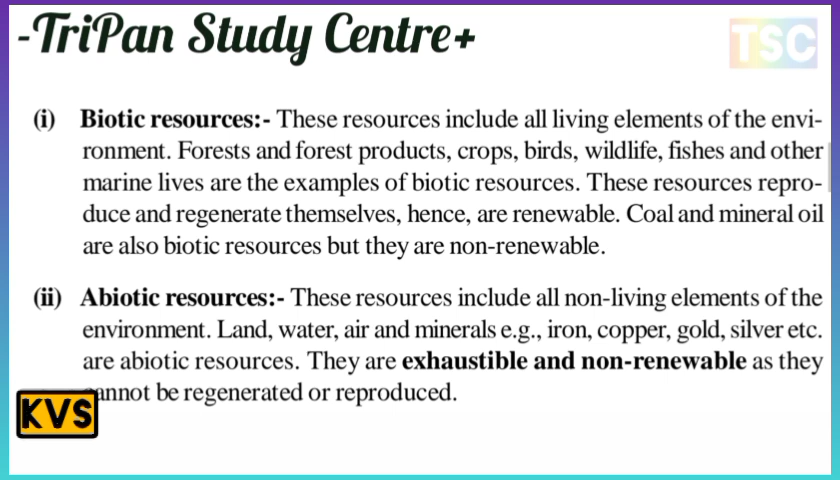 -TriPan Study Centre+
TSC
(i) Biotic resources:- These resources include all living elements of the envi-
ronment. Forests and forest products, crops, birds, wildlife, fishes and other
marine lives are the examples of biotic resources. These resources repro-
duce and regenerate themselves, hence, are renewable. Coal and mineral oil
are also biotic resources but they are non-renewable.
(ii) Abiotic resources:- These resources include all non-living elements of the
environment. Land, water, air and minerals e.g., iron, copper, gold, silver etc.
are abiotic resources. They are exhaustible and non-renewable as they
cannot be regenerated or reproduced.
KVS